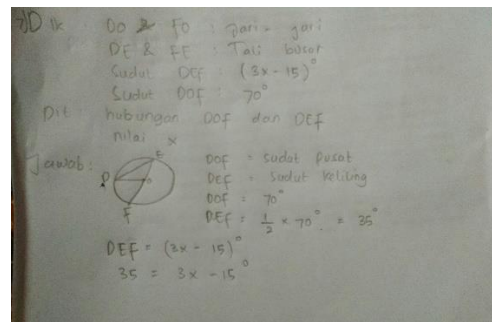 7) Dik : DO & FO : jari - jari
DE & FE : Tali busur
Sudut DEF : (3x - 15)°
Sudut DOF : 70°
Dit : hubungan DOF dan DEF
nilai x
Jawab :
E
D
O
F
DOF = sudut pusat
DEF = sudut keliling
DOF = 70°
DEF = 1/2 x 70° = 35°
DEF = (3x - 15)°
35 = 3x - 15°